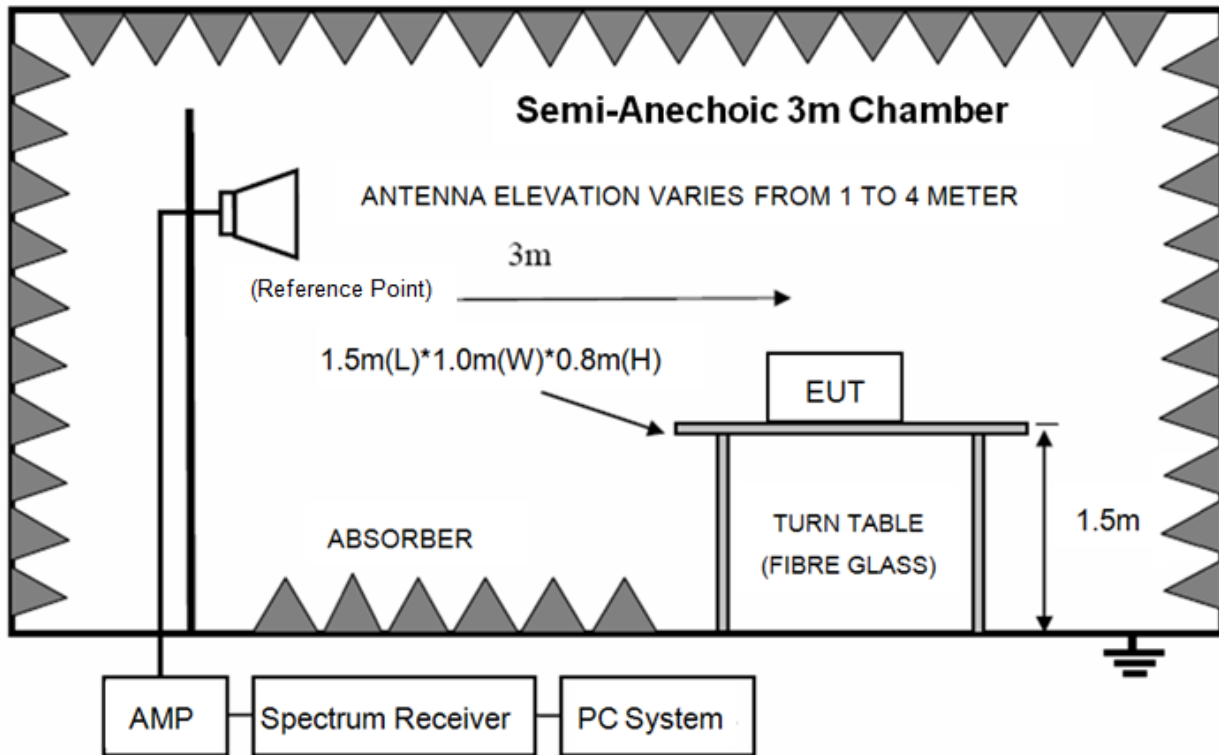 Semi-Anechoic 3m Chamber
ANTENNA ELEVATION VARIES FROM 1 TO 4 METER
3m
(Reference Point)
1.5m(L)*1.0m(W)*0.8m(H)
EUT
1.5m
TURN TABLE
(FIBRE GLASS)
ABSORBER
AMP
Spectrum Receiver
PC System